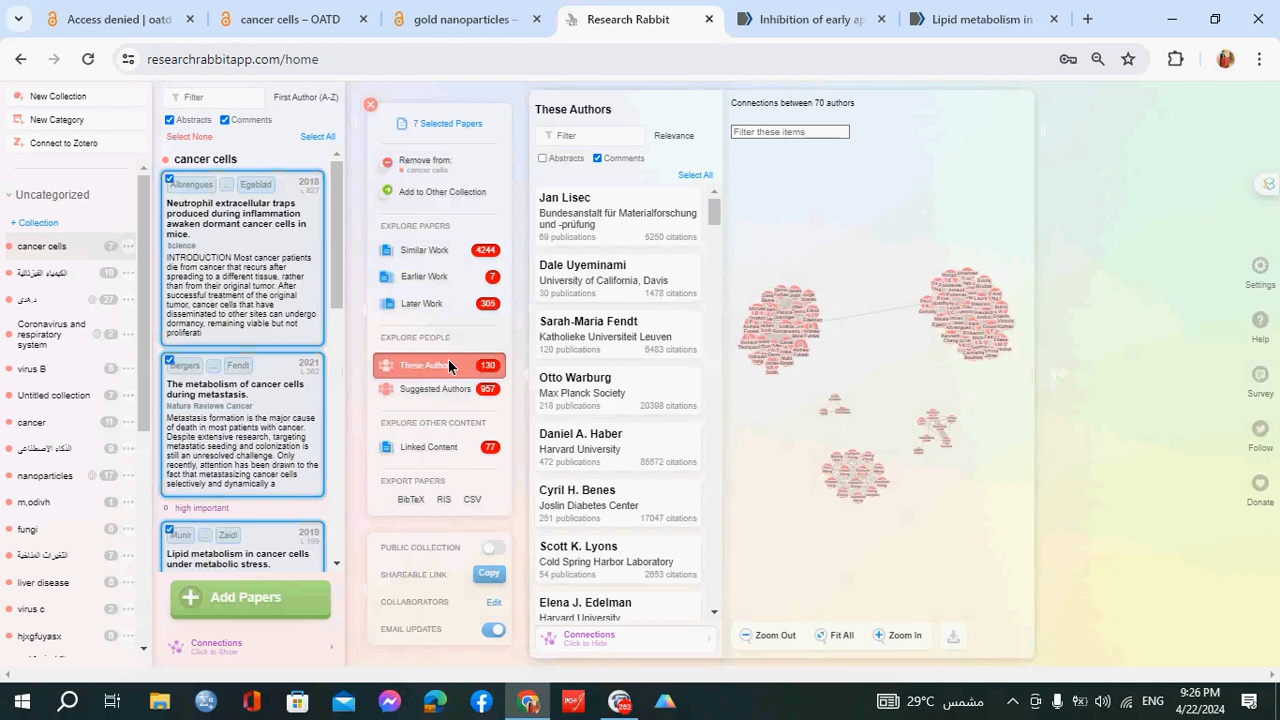 Access denied | oatd
cancer cells – OATD
gold nanoparticles –
Research Rabbit
Inhibition of early ap
Lipid metabolism in
researchrabbitapp.com/home
New Collection
New Category
Connect to Zotero
Uncategorized
+ Collection
cancer cells 7
الكيمياء الفيزيائية 18
د.هدى 27
Coronavirus and
respiratory
system
virus B
Untitled collection
cancer
الذكاء الاصطناعي 9
nanoparticles 17
m.odivh
fungi
التغيرات المناخية
liver disease
virus c
hjxgfuyasx
Filter
First Author (A-Z)
Abstracts Comments
Select None Select All
cancer cells
Albrengues ... Egeblad 2018
Neutrophil extracellular traps
produced during inflammation
awaken dormant cancer cells in
mice.
Science
INTRODUCTION Most cancer patients
die from cancer that recurs after
spreading to a different tissue, rather
than from their original tumor. After
successful treatment of the original
tumor, cancer cells that have
disseminated to other sites can undergo
dormancy, remaining viable but not
proliferati
Bergers ... Fendt 2021
The metabolism of cancer cells
during metastasis.
Nature Reviews Cancer
Metastasis formation is the major cause
of death in most patients with cancer.
Despite extensive research, targeting
metastatic seeding and colonization is
still an unresolved challenge. Only
recently, attention has been drawn to the
fact that metastasizing cancer cells
selectively and dynamically a
high important
Munir ... Zaidi 2019
Lipid metabolism in cancer cells
under metabolic stress.
Add Papers
Connections
Click to Show
7 Selected Papers
Remove from:
cancer cells
Add to Other Collection
EXPLORE PAPERS
Similar Work 4244
Earlier Work 7
Later Work 305
EXPLORE PEOPLE
These Authors 130
Suggested Authors 957
EXPLORE OTHER CONTENT
Linked Content 77
EXPORT PAPERS
BibTeX RIS CSV
PUBLIC COLLECTION
SHAREABLE LINK Copy
COLLABORATORS Edit
EMAIL UPDATES
These Authors
Filter Relevance
Abstracts Comments
Select All
Jan Lisec
Bundesanstalt für Materialforschung
und -prüfung
69 publications 5250 citations
Dale Uyeminami
University of California, Davis
30 publications 1478 citations
Sarah-Maria Fendt
Katholieke Universiteit Leuven
120 publications 6483 citations
Otto Warburg
Max Planck Society
218 publications 20398 citations
Daniel A. Haber
Harvard University
472 publications 85572 citations
Cyril H. Benes
Joslin Diabetes Center
251 publications 17047 citations
Scott K. Lyons
Cold Spring Harbor Laboratory
54 publications 2653 citations
Elena J. Edelman
Harvard University
Connections
Click to Hide
Connections between 70 authors
Filter these items
Zoom Out Fit All Zoom In
Settings
Help
Survey
Follow
Donate
29°C مشمس
ENG
9:26 PM
4/22/2024